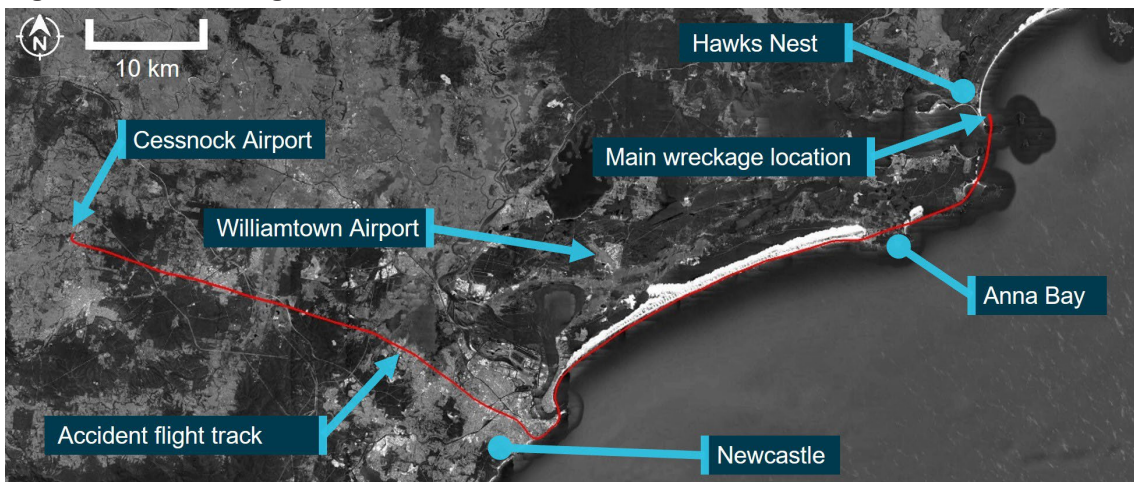 N
10 km
Hawks Nest
Cessnock Airport
Main wreckage location
Williamtown Airport
Anna Bay
Accident flight track
Newcastle